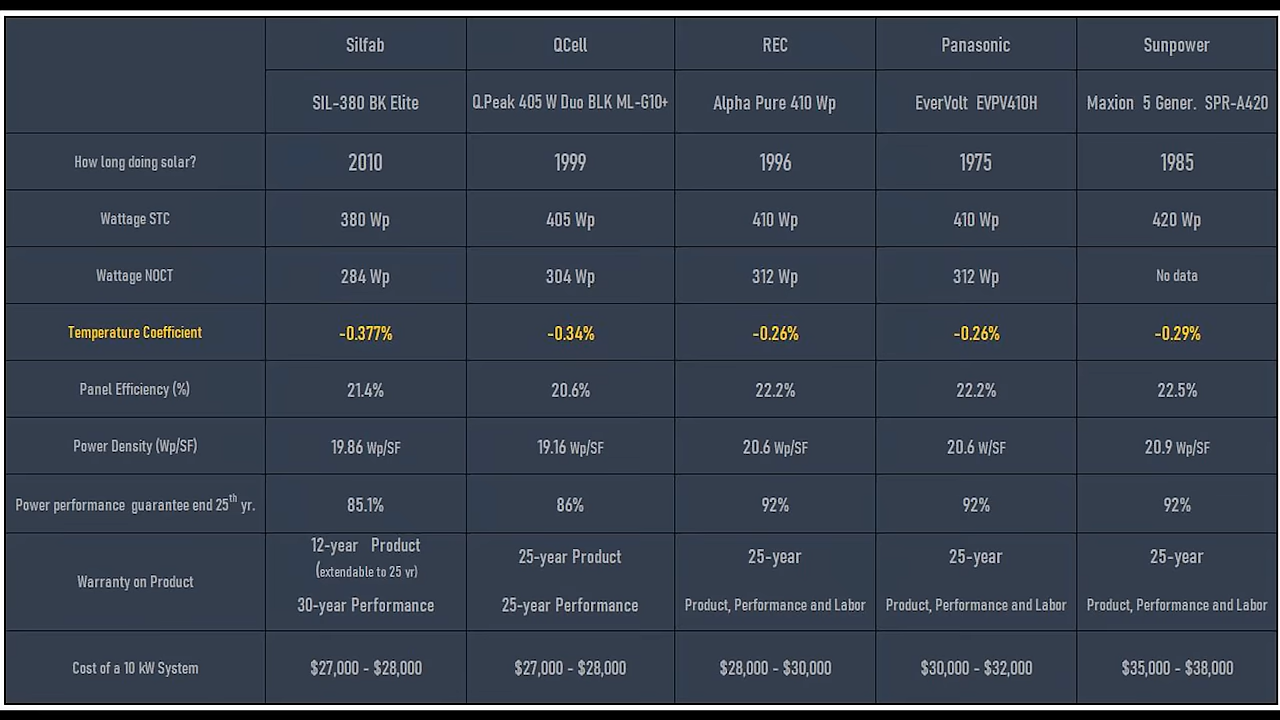 Silfab QCell REC Panasonic Sunpower
SIL-380 BK Elite Q.Peak 405 W Duo BLK ML-G10+ Alpha Pure 410 Wp EverVolt EVPV410H Maxion 5 Gener. SPR-A420
How long doing solar? 2010 1999 1996 1975 1985
Wattage STC 380 Wp 405 Wp 410 Wp 410 Wp 420 Wp
Wattage NOCT 284 Wp 304 Wp 312 Wp 312 Wp No data
Temperature Coefficient -0.377% -0.34% -0.26% -0.26% -0.29%
Panel Efficiency (%) 21.4% 20.6% 22.2% 22.2% 22.5%
Power Density (Wp/SF) 19.86 Wp/SF 19.16 Wp/SF 20.6 Wp/SF 20.6 W/SF 20.9 Wp/SF
Power performance guarantee end 25th yr. 85.1% 86% 92% 92% 92%
Warranty on Product
12-year Product
(extendable to 25 yr)
30-year Performance
25-year Product
25-year Performance
25-year
Product, Performance and Labor
25-year
Product, Performance and Labor
25-year
Product, Performance and Labor
Cost of a 10 kW System $27,000 - $28,000 $27,000 - $28,000 $28,000 - $30,000 $30,000 - $32,000 $35,000 - $38,000